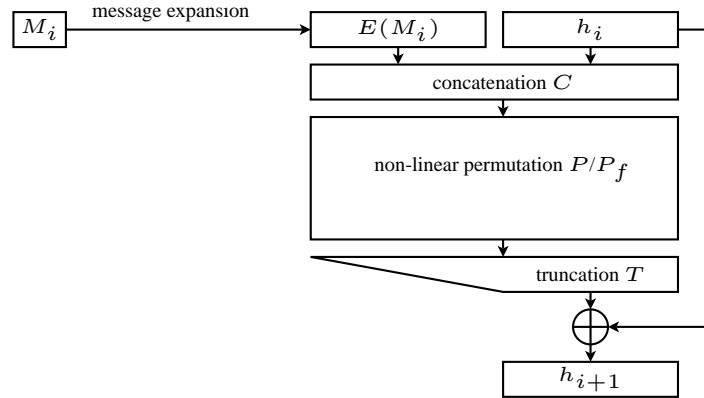 message expansion
M_i E(M_i) h_i
concatenation C
non-linear permutation P/P_f
truncation T
h_{i+1}